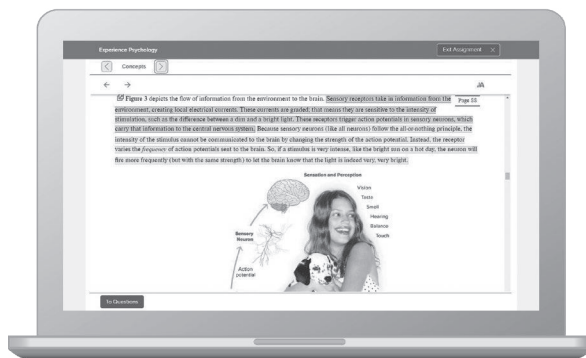 Experience Psychology
Exit Assignment X
Concepts
Figure 3 depicts the flow of information from the environment to the brain. Sensory receptors take in information from the
Page 88
environment, creating local electrical currents. These currents are graded; that means they are sensitive to the intensity of
stimulation, such as the difference between a dim and a bright light. These receptors trigger action potentials in sensory neurons, which
carry that information to the central nervous system. Because sensory neurons (like all neurons) follow the all-or-nothing principle, the
intensity of the stimulus cannot be communicated to the brain by changing the strength of the action potential. Instead, the receptor
varies the frequency of action potentials sent to the brain. So, if a stimulus is very intense, like the bright sun on a hot day, the neuron will
fire more frequently (but with the same strength) to let the brain know that the light is indeed very, very bright.
Sensation and Perception
Vision
Taste
Smell
Hearing
Balance
Touch
Sensory
Neuron
Action
potential
To Questions